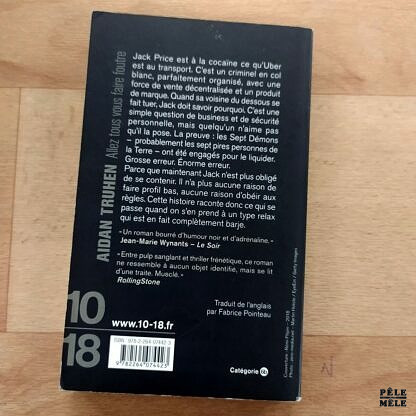 Jack Price est à la cocaïne ce qu'Uber
est au transport. C'est un criminel en col
blanc, parfaitement organisé, avec une
force de vente décentralisée et un produit
de marque. Quand sa voisine du dessous se
fait tuer, Jack doit savoir pourquoi. C'est une
simple question de business et de sécurité
personnelle, mais quelqu'un n'aime pas
qu'il la pose. La preuve : les Sept Démons
– probablement les sept pires personnes de
la Terre – ont été engagés pour le liquider.
Grosse erreur. Énorme erreur.
Parce que maintenant Jack n'est plus obligé
de se contenir. Il n'a plus aucune raison de
faire profil bas, aucune raison d'obéir aux
règles. Cette histoire raconte donc ce qui se
passe quand on s'en prend à un type relax
qui est en fait complètement barje.
« Un roman bourré d'humour noir et d'adrénaline. »
Jean-Marie Wynants – Le Soir
« Entre pulp sanglant et thriller frénétique, ce roman
ne ressemble à aucun objet identifié, mais se lit
d'une traite. Musclé. »
RollingStone
Traduit de l'anglais
par Fabrice Pointeau
AIDAN TRUHEN
Allez tous vous faire foutre
10
18
www.10-18.fr
ISBN : 978-2-264-07442-3
9782264074423
Catégorie
PÊLE
MÊLE